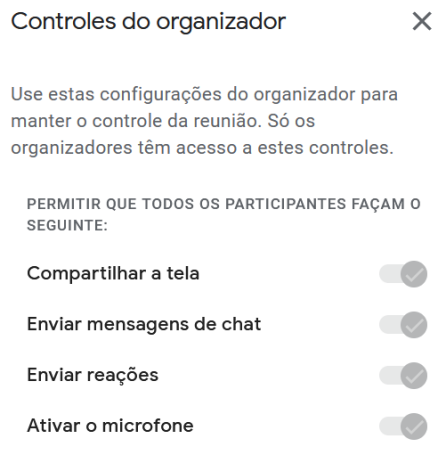 Controles do organizador
Use estas configurações do organizador para
manter o controle da reunião. Só os
organizadores têm acesso a estes controles.
PERMITIR QUE TODOS OS PARTICIPANTES FAÇAM O
SEGUINTE:
Compartilhar a tela
Enviar mensagens de chat
Enviar reações
Ativar o microfone